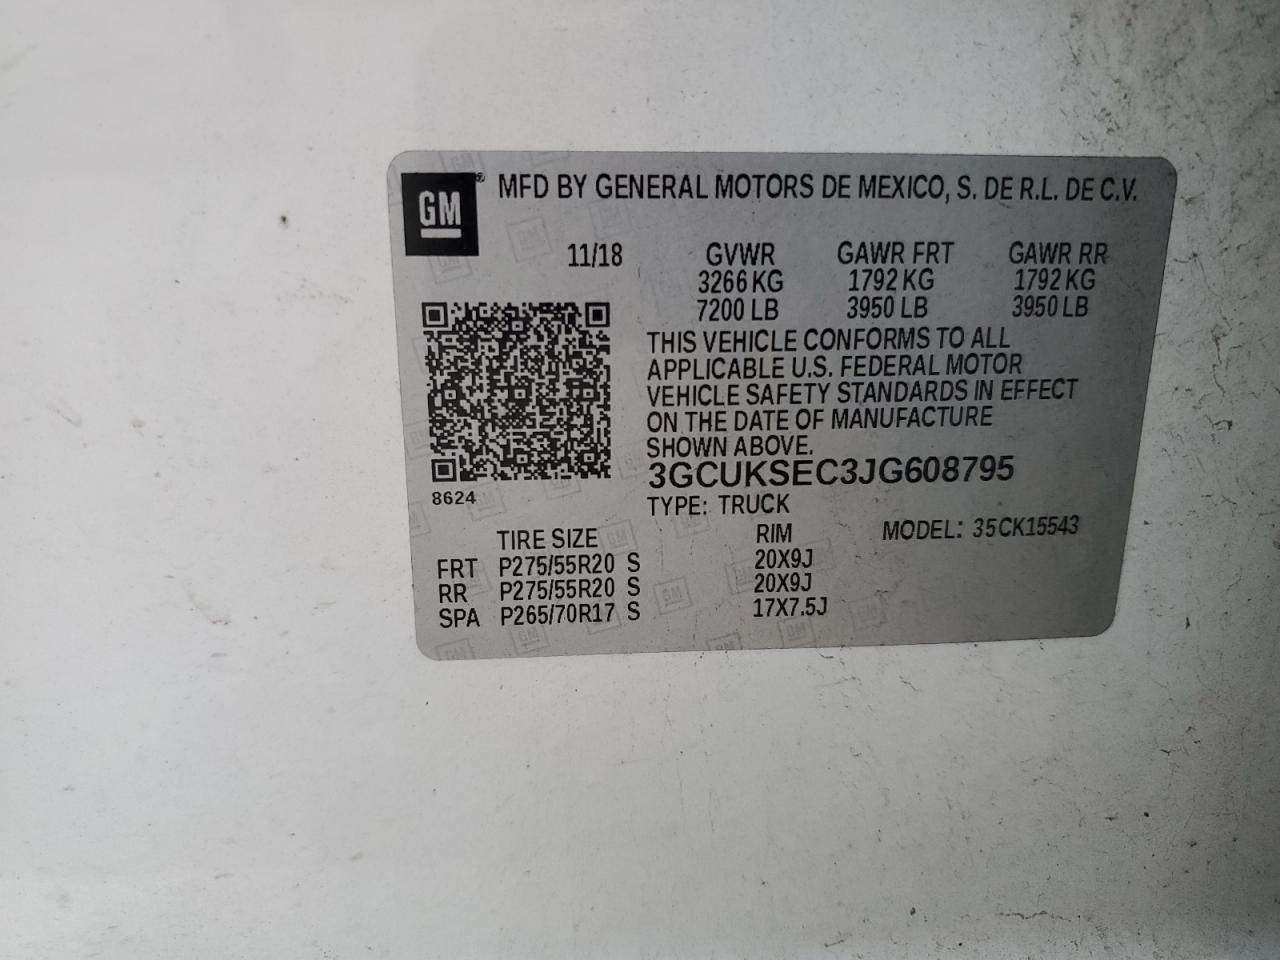 GM® MFD BY GENERAL MOTORS DE MEXICO, S. DE R.L. DE C.V.
11/18 GVWR GAWR FRT GAWR RR
3266 KG 1792 KG 1792 KG
7200 LB 3950 LB 3950 LB
THIS VEHICLE CONFORMS TO ALL
APPLICABLE U.S. FEDERAL MOTOR
VEHICLE SAFETY STANDARDS IN EFFECT
ON THE DATE OF MANUFACTURE
SHOWN ABOVE.
3GCUKSEC3JG608795
8624
TYPE: TRUCK
TIRE SIZE RIM MODEL: 35CK15543
FRT P275/55R20 S 20X9J
RR P275/55R20 S 20X9J
SPA P265/70R17 S 17X7.5J